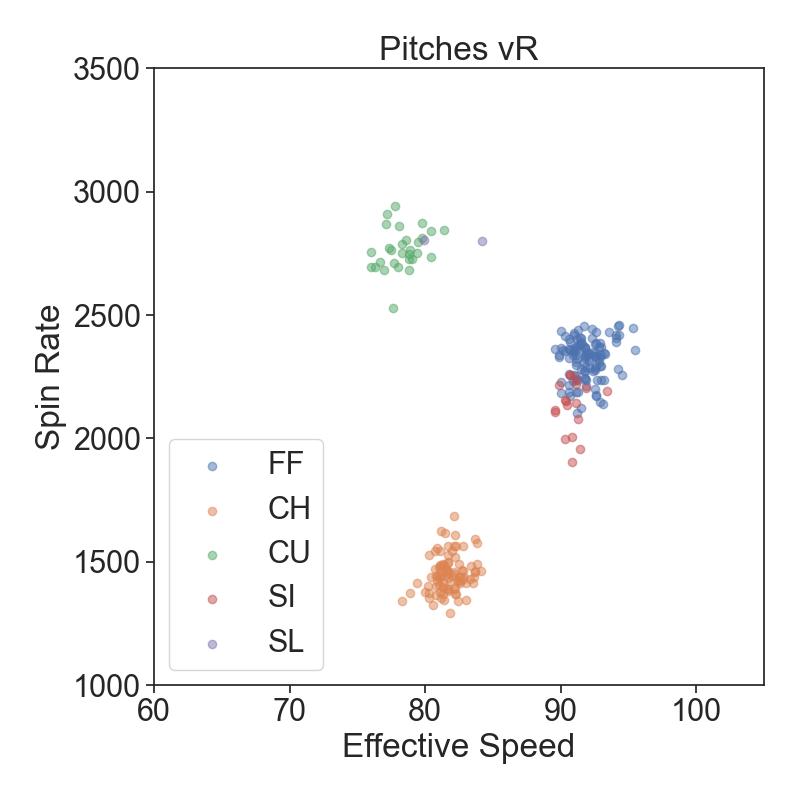 Pitches vR
3500
3000
2500
2000
1500
1000
Spin Rate
FF
CH
CU
SI
SL
60 70 80 90 100
Effective Speed